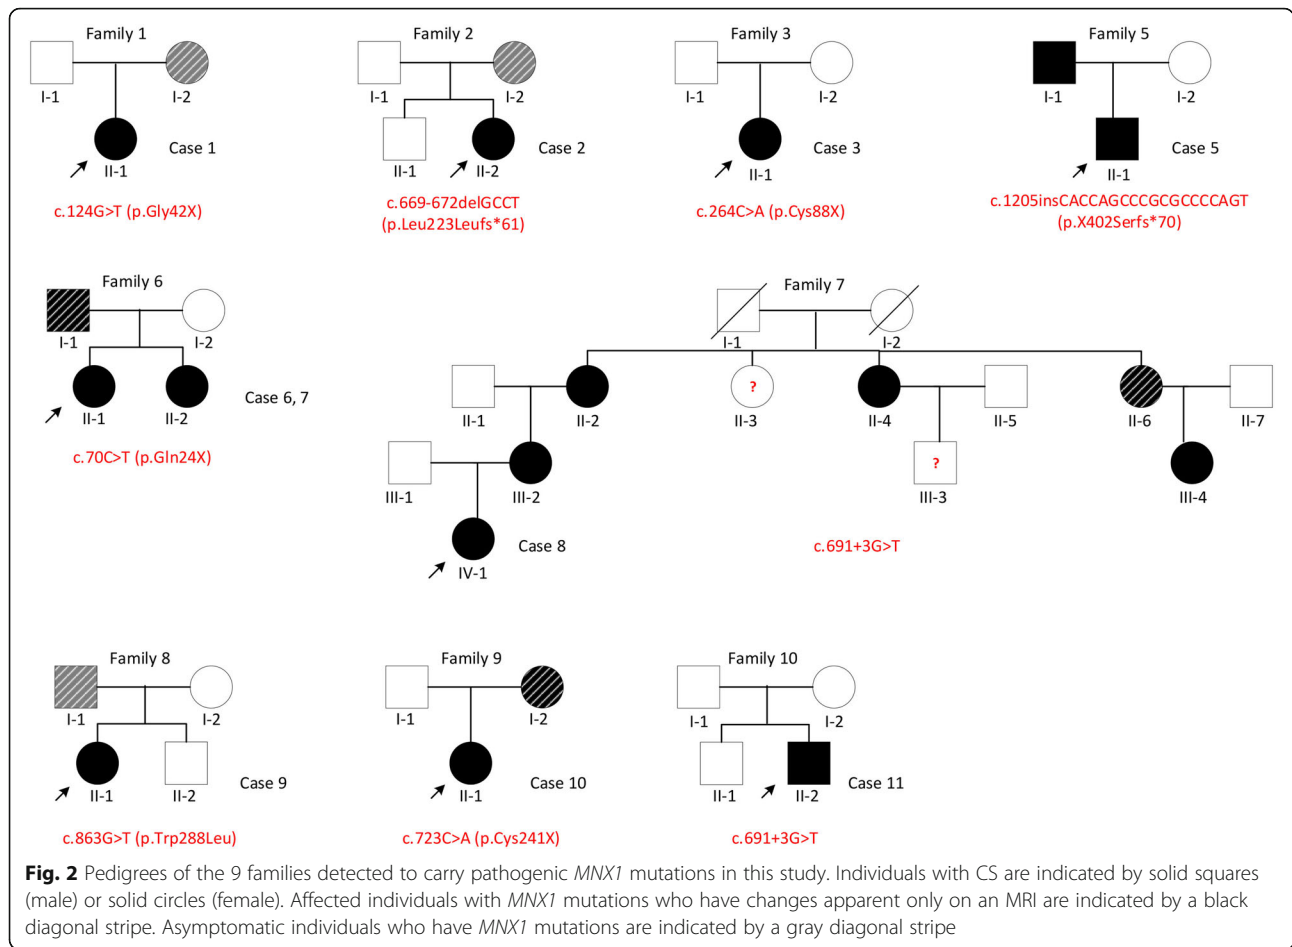 Family 1
I-1
I-2
Case 1
II-1
c.124G>T (p.Gly42X)
Family 2
I-1
I-2
Case 2
II-1
II-2
c.669-672delGCCT
(p.Leu223Leufs*61)
Family 3
I-1
I-2
Case 3
II-1
c.264C>A (p.Cys88X)
Family 5
I-1
I-2
Case 5
II-1
c.1205insCACCAGCCCGCGCCCCAGT
(p.X402Serfs*70)
Family 6
I-1
I-2
Case 6, 7
II-1
II-2
c.70C>T (p.Gln24X)
Family 7
I-1
I-2
?
II-1
II-2
II-3
II-4
II-5
II-6
II-7
?
III-1
III-2
III-3
III-4
Case 8
IV-1
c.691+3G>T
Family 8
I-1
I-2
Case 9
II-1
II-2
c.863G>T (p.Trp288Leu)
Family 9
I-1
I-2
Case 10
II-1
c.723C>A (p.Cys241X)
Family 10
I-1
I-2
Case 11
II-1
II-2
c.691+3G>T
Fig. 2 Pedigrees of the 9 families detected to carry pathogenic MNX1 mutations in this study. Individuals with CS are indicated by solid squares
(male) or solid circles (female). Affected individuals with MNX1 mutations who have changes apparent only on an MRI are indicated by a black
diagonal stripe. Asymptomatic individuals who have MNX1 mutations are indicated by a gray diagonal stripe